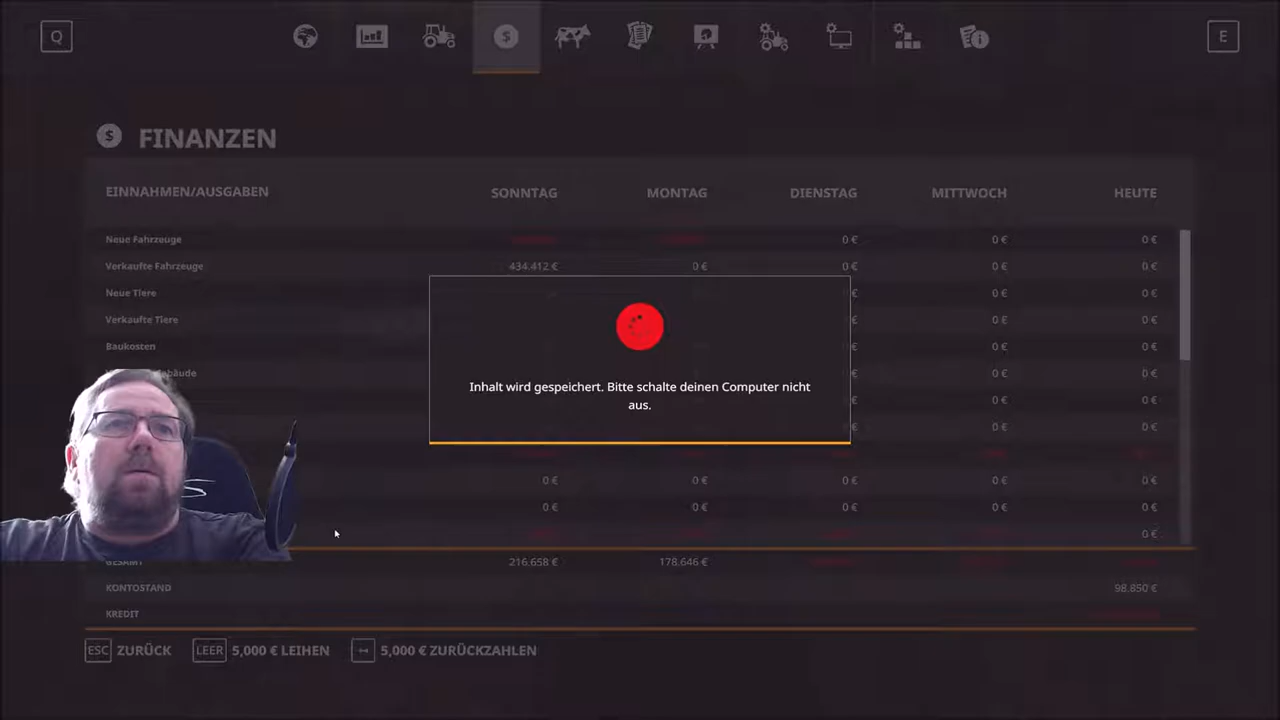 Q
E
FINANZEN
EINNAHMEN/AUSGABEN SONNTAG MONTAG DIENSTAG MITTWOCH HEUTE
Neue Fahrzeuge 0 € 0 € 0 €
Verkaufte Fahrzeuge 434.412 € 0 € 0 € 0 € 0 €
Neue Tiere € 0 € 0 €
Verkaufte Tiere € 0 € 0 €
Baukosten € 0 € 0 €
€ 0 € 0 €
€ 0 € 0 €
€ 0 € 0 €
Inhalt wird gespeichert. Bitte schalte deinen Computer nicht
aus.
0 € 0 € 0 € 0 € 0 €
0 € 0 € 0 € 0 € 0 €
0 €
GESAMT 216.658 € 178.646 €
KONTOSTAND 98.850 €
KREDIT
ESC ZURÜCK LEER 5,000 € LEIHEN ↔ 5,000 € ZURÜCKZAHLEN